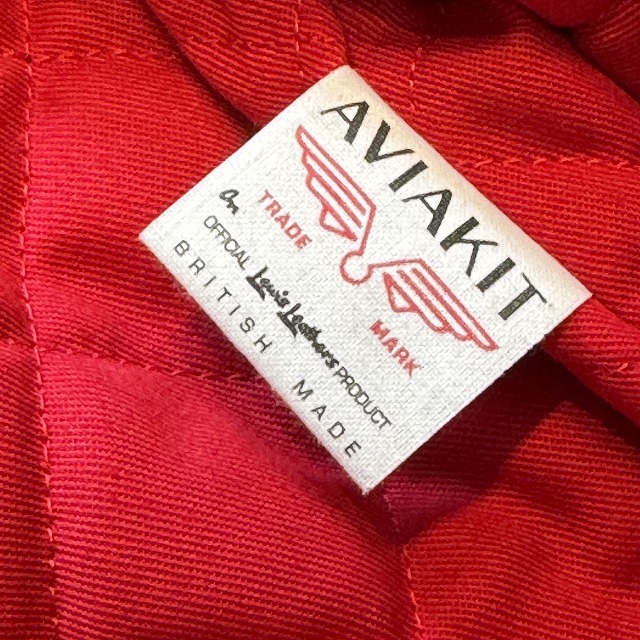 AVIAKIT
TRADE MARK
an
OFFICIAL Lewis Leathers PRODUCT
BRITISH MADE